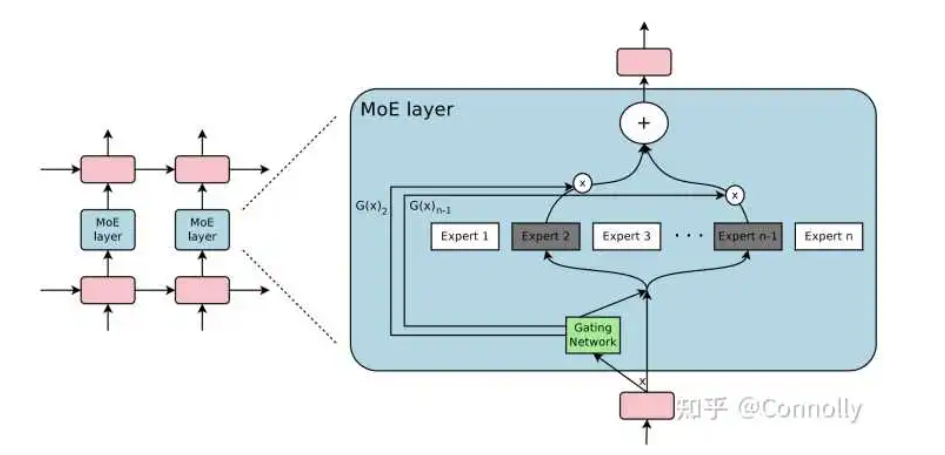 MoE layer
MoE
layer
MoE
layer
+
x
x
G(x)2
G(x)n-1
Expert 1
Expert 2
Expert 3
...
Expert n-1
Expert n
Gating
Network
x
知乎 @Connolly